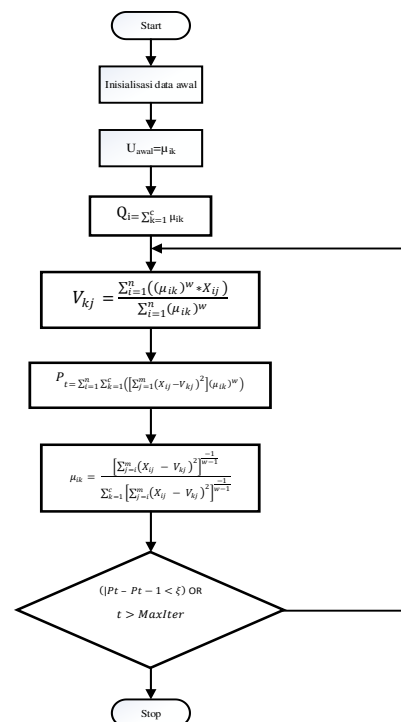 Start
Inisialisasi data awal
U_awal=μ_ik
Q_i= ∑_{k=1}^{c} μ_ik
V_kj = ∑_{i=1}^{n}((μ_ik)^w * X_ij) / ∑_{i=1}^{n}(μ_ik)^w
P_t= ∑_{i=1}^{n} ∑_{k=1}^{c}([∑_{j=1}^{m}(X_ij−V_kj)^2](μ_ik)^w)
μ_ik = [∑_{j=i}^{m}(X_ij − V_kj)^2]^{−1/(w−1)} / ∑_{k=1}^{c}[∑_{j=i}^{m}(X_ij − V_kj)^2]^{−1/(w−1)}
(|Pt – Pt – 1 < ξ) OR
t > MaxIter
Stop